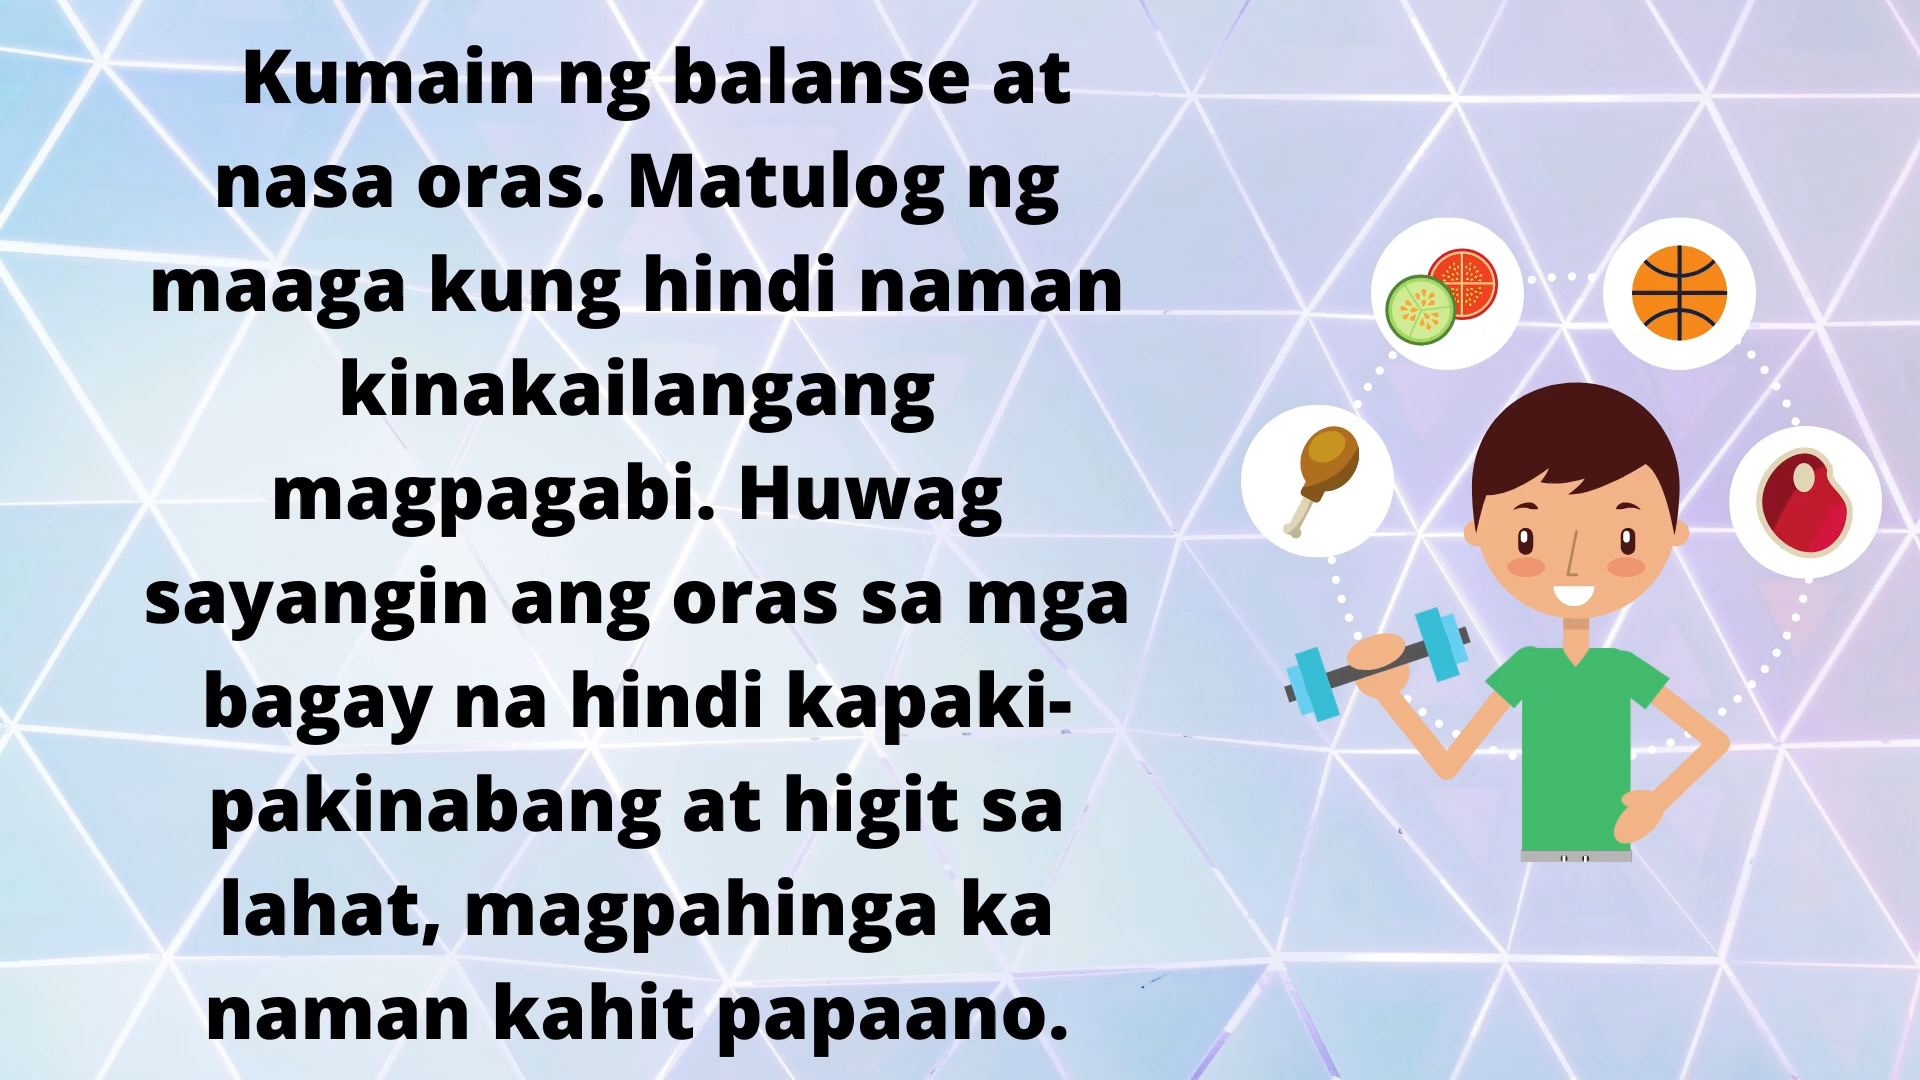 Kumain ng balanse at
nasa oras. Matulog ng
maaga kung hindi naman
kinakailangang
magpagabi. Huwag
sayangin ang oras sa mga
bagay na hindi kapaki-
pakinabang at higit sa
lahat, magpahinga ka
naman kahit papaano.